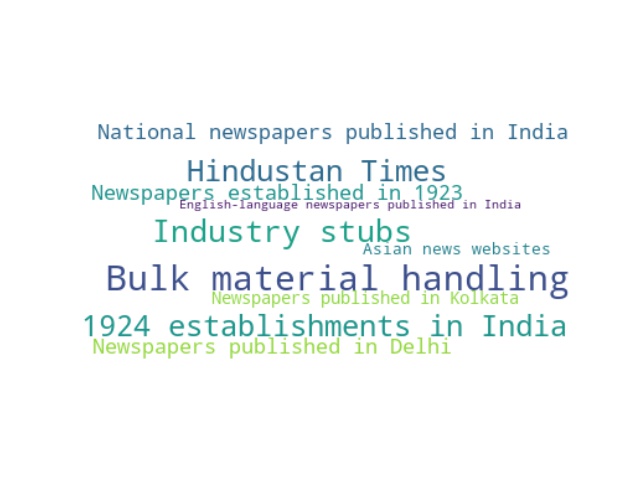 National newspapers published in India
Hindustan Times
Newspapers established in 1923
English-language newspapers published in India
Industry stubs
Asian news websites
Bulk material handling
Newspapers published in Kolkata
1924 establishments in India
Newspapers published in Delhi